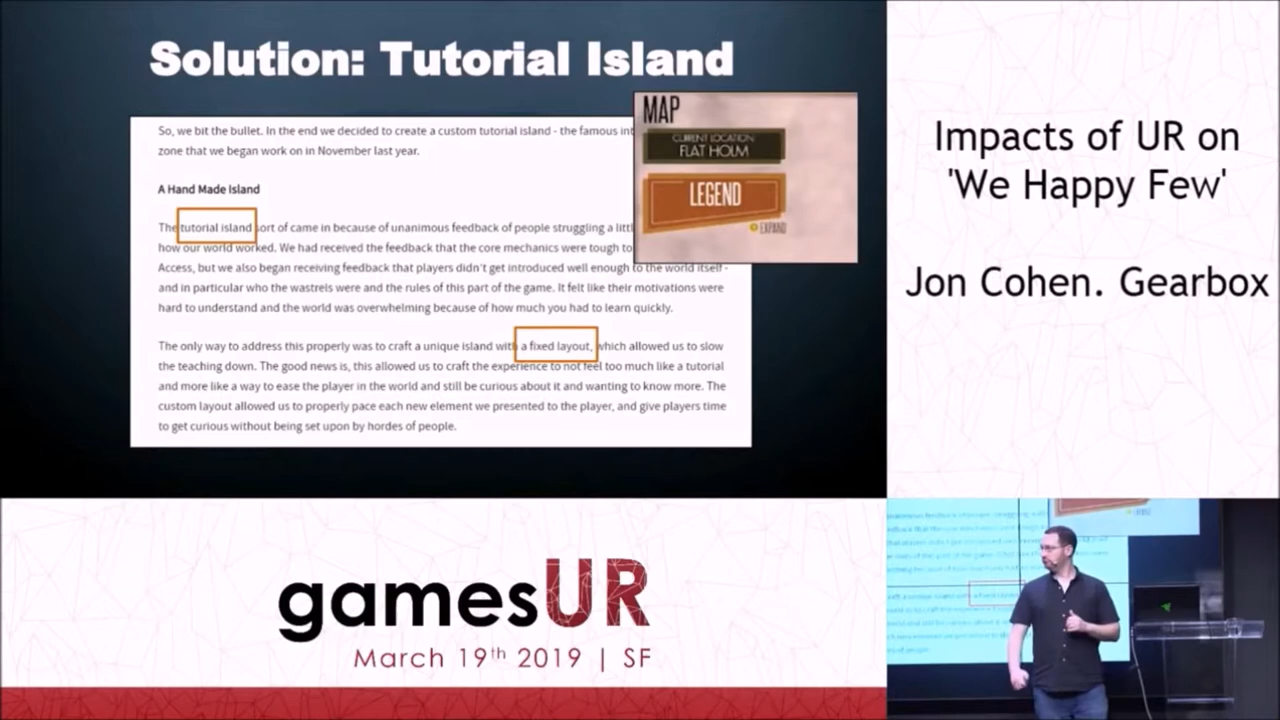 Solution: Tutorial Island
So, we bit the bullet. In the end we decided to create a custom tutorial island - the famous
zone that we began work on in November last year.
A Hand Made Island
The tutorial island sort of came in because of unanimous feedback of people struggling a
how our world worked. We had received the feedback that the core mechanics were tough to
Access, but we also began receiving feedback that players didn't get introduced well enough to the world itself -
and in particular who the wastrels were and the rules of this part of the game. It felt like their motivations were
hard to understand and the world was overwhelming because of how much you had to learn quickly.
The only way to address this properly was to craft a unique island with a fixed layout, which allowed us to slow
the teaching down. The good news is, this allowed us to craft the experience to not feel too much like a tutorial
and more like a way to ease the player in the world and still be curious about it and wanting to know more. The
custom layout allowed us to properly pace each new element we presented to the player, and give players time
to get curious without being set upon by hordes of people.
MAP
CURRENT LOCATION
FLAT HOLM
LEGEND
EXPAND
Impacts of UR on
'We Happy Few'
Jon Cohen. Gearbox
gamesUR
March 19th 2019 | SF